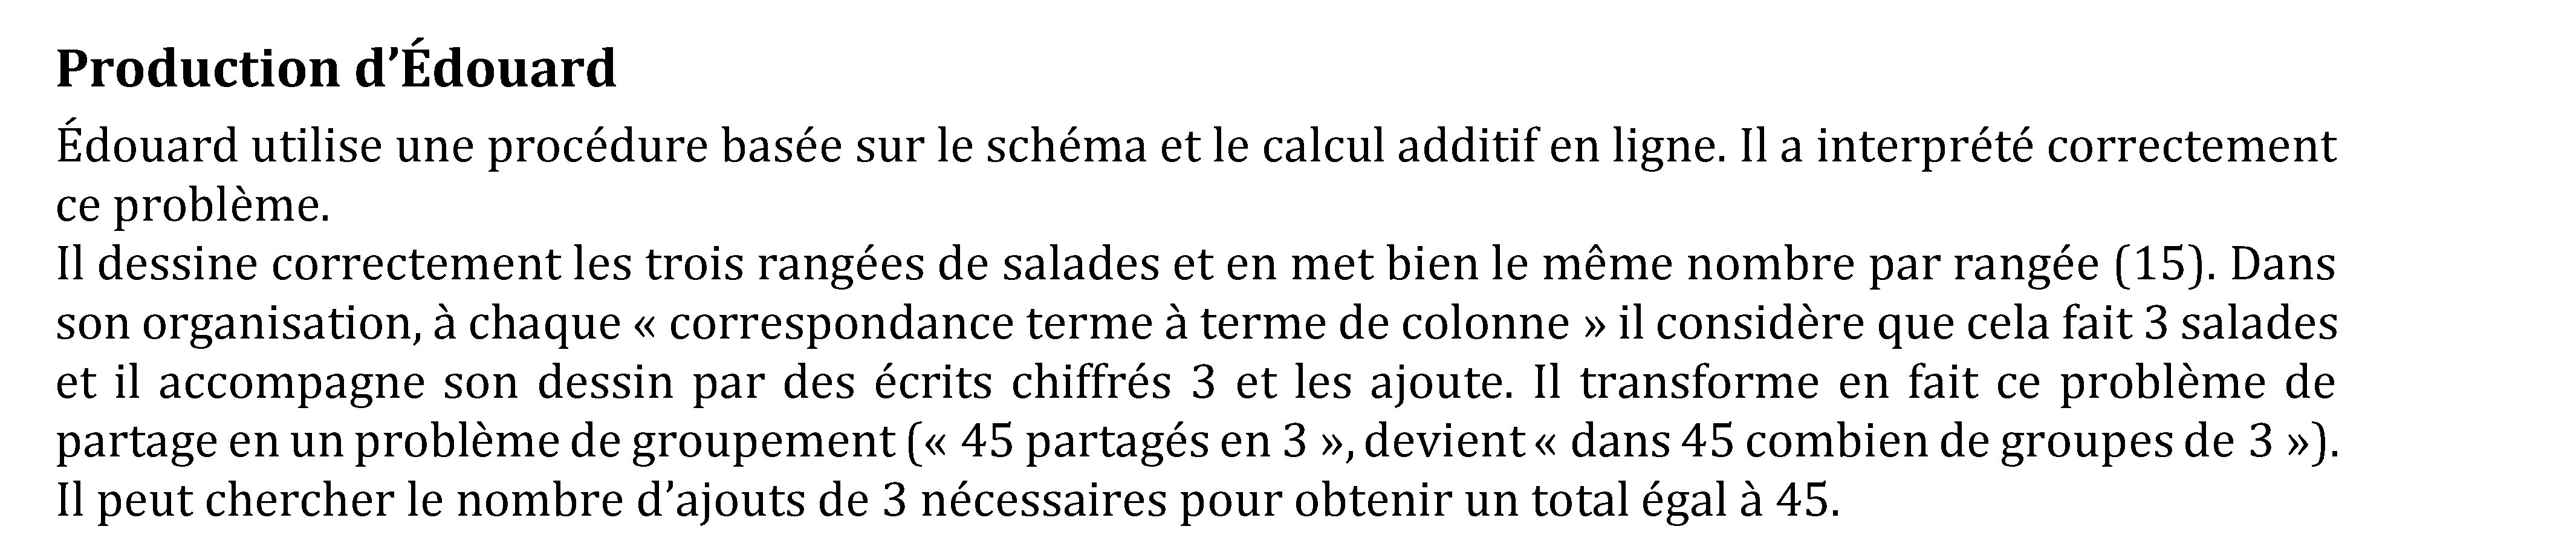 Production d’Édouard
Édouard utilise une procédure basée sur le schéma et le calcul additif en ligne. Il a interprété correctement
ce problème.
Il dessine correctement les trois rangées de salades et en met bien le même nombre par rangée (15). Dans
son organisation, à chaque « correspondance terme à terme de colonne » il considère que cela fait 3 salades
et il accompagne son dessin par des écrits chiffrés 3 et les ajoute. Il transforme en fait ce problème de
partage en un problème de groupement (« 45 partagés en 3 », devient « dans 45 combien de groupes de 3 »).
Il peut chercher le nombre d’ajouts de 3 nécessaires pour obtenir un total égal à 45.